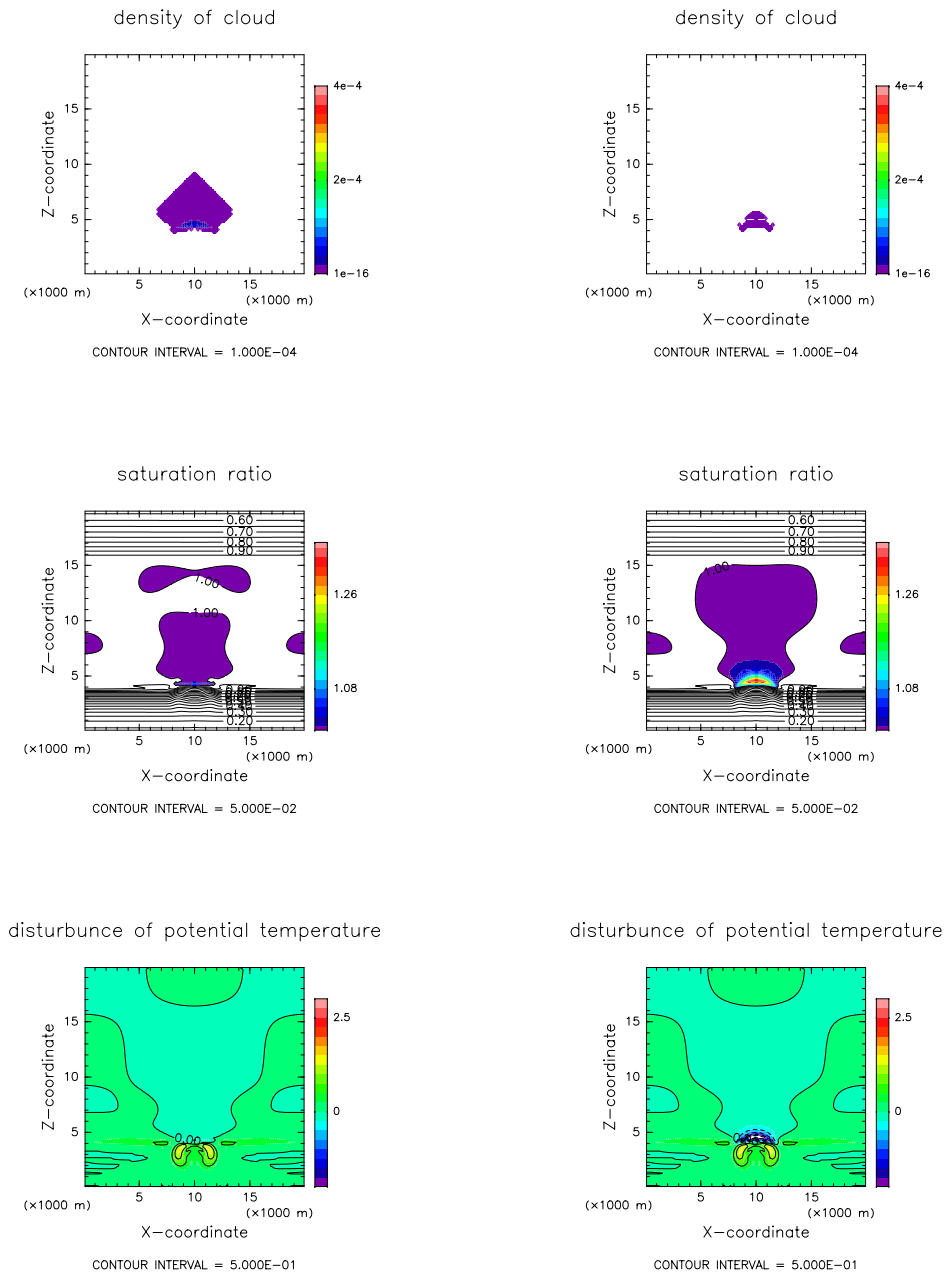 density of cloud
density of cloud
Z-coordinate
15
10
5
4e-4
2e-4
1e-16
5 10 15
(×1000 m)
(×1000 m)
X-coordinate
CONTOUR INTERVAL = 1.000E-04
Z-coordinate
15
10
5
4e-4
2e-4
1e-16
5 10 15
(×1000 m)
(×1000 m)
X-coordinate
CONTOUR INTERVAL = 1.000E-04
saturation ratio
saturation ratio
Z-coordinate
15
10
5
0.60
0.70
0.80
0.90
1.00
1.00
0.30
0.20
1.26
1.08
5 10 15
(×1000 m)
(×1000 m)
X-coordinate
CONTOUR INTERVAL = 5.000E-02
Z-coordinate
15
10
5
0.60
0.70
0.80
0.90
1.00
0.30
0.20
1.26
1.08
5 10 15
(×1000 m)
(×1000 m)
X-coordinate
CONTOUR INTERVAL = 5.000E-02
disturbunce of potential temperature
disturbunce of potential temperature
Z-coordinate
15
10
5
2.5
0
5 10 15
(×1000 m)
(×1000 m)
X-coordinate
CONTOUR INTERVAL = 5.000E-01
Z-coordinate
15
10
5
2.5
0
5 10 15
(×1000 m)
(×1000 m)
X-coordinate
CONTOUR INTERVAL = 5.000E-01